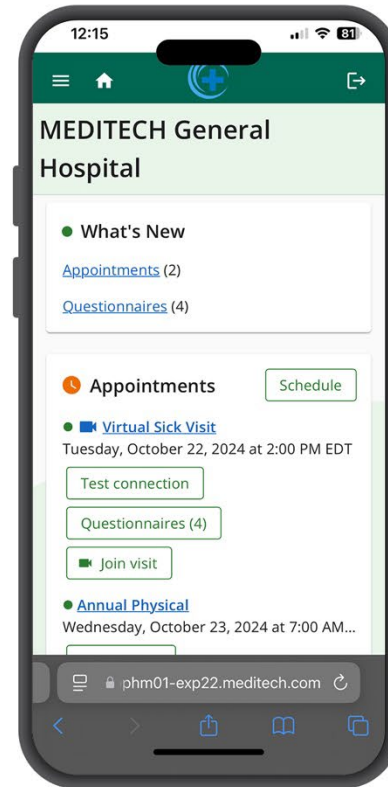 12:15
81
MEDITECH General
Hospital
What's New
Appointments (2)
Questionnaires (4)
Appointments
Schedule
Virtual Sick Visit
Tuesday, October 22, 2024 at 2:00 PM EDT
Test connection
Questionnaires (4)
Join visit
Annual Physical
Wednesday, October 23, 2024 at 7:00 AM...
phm01-exp22.meditech.com